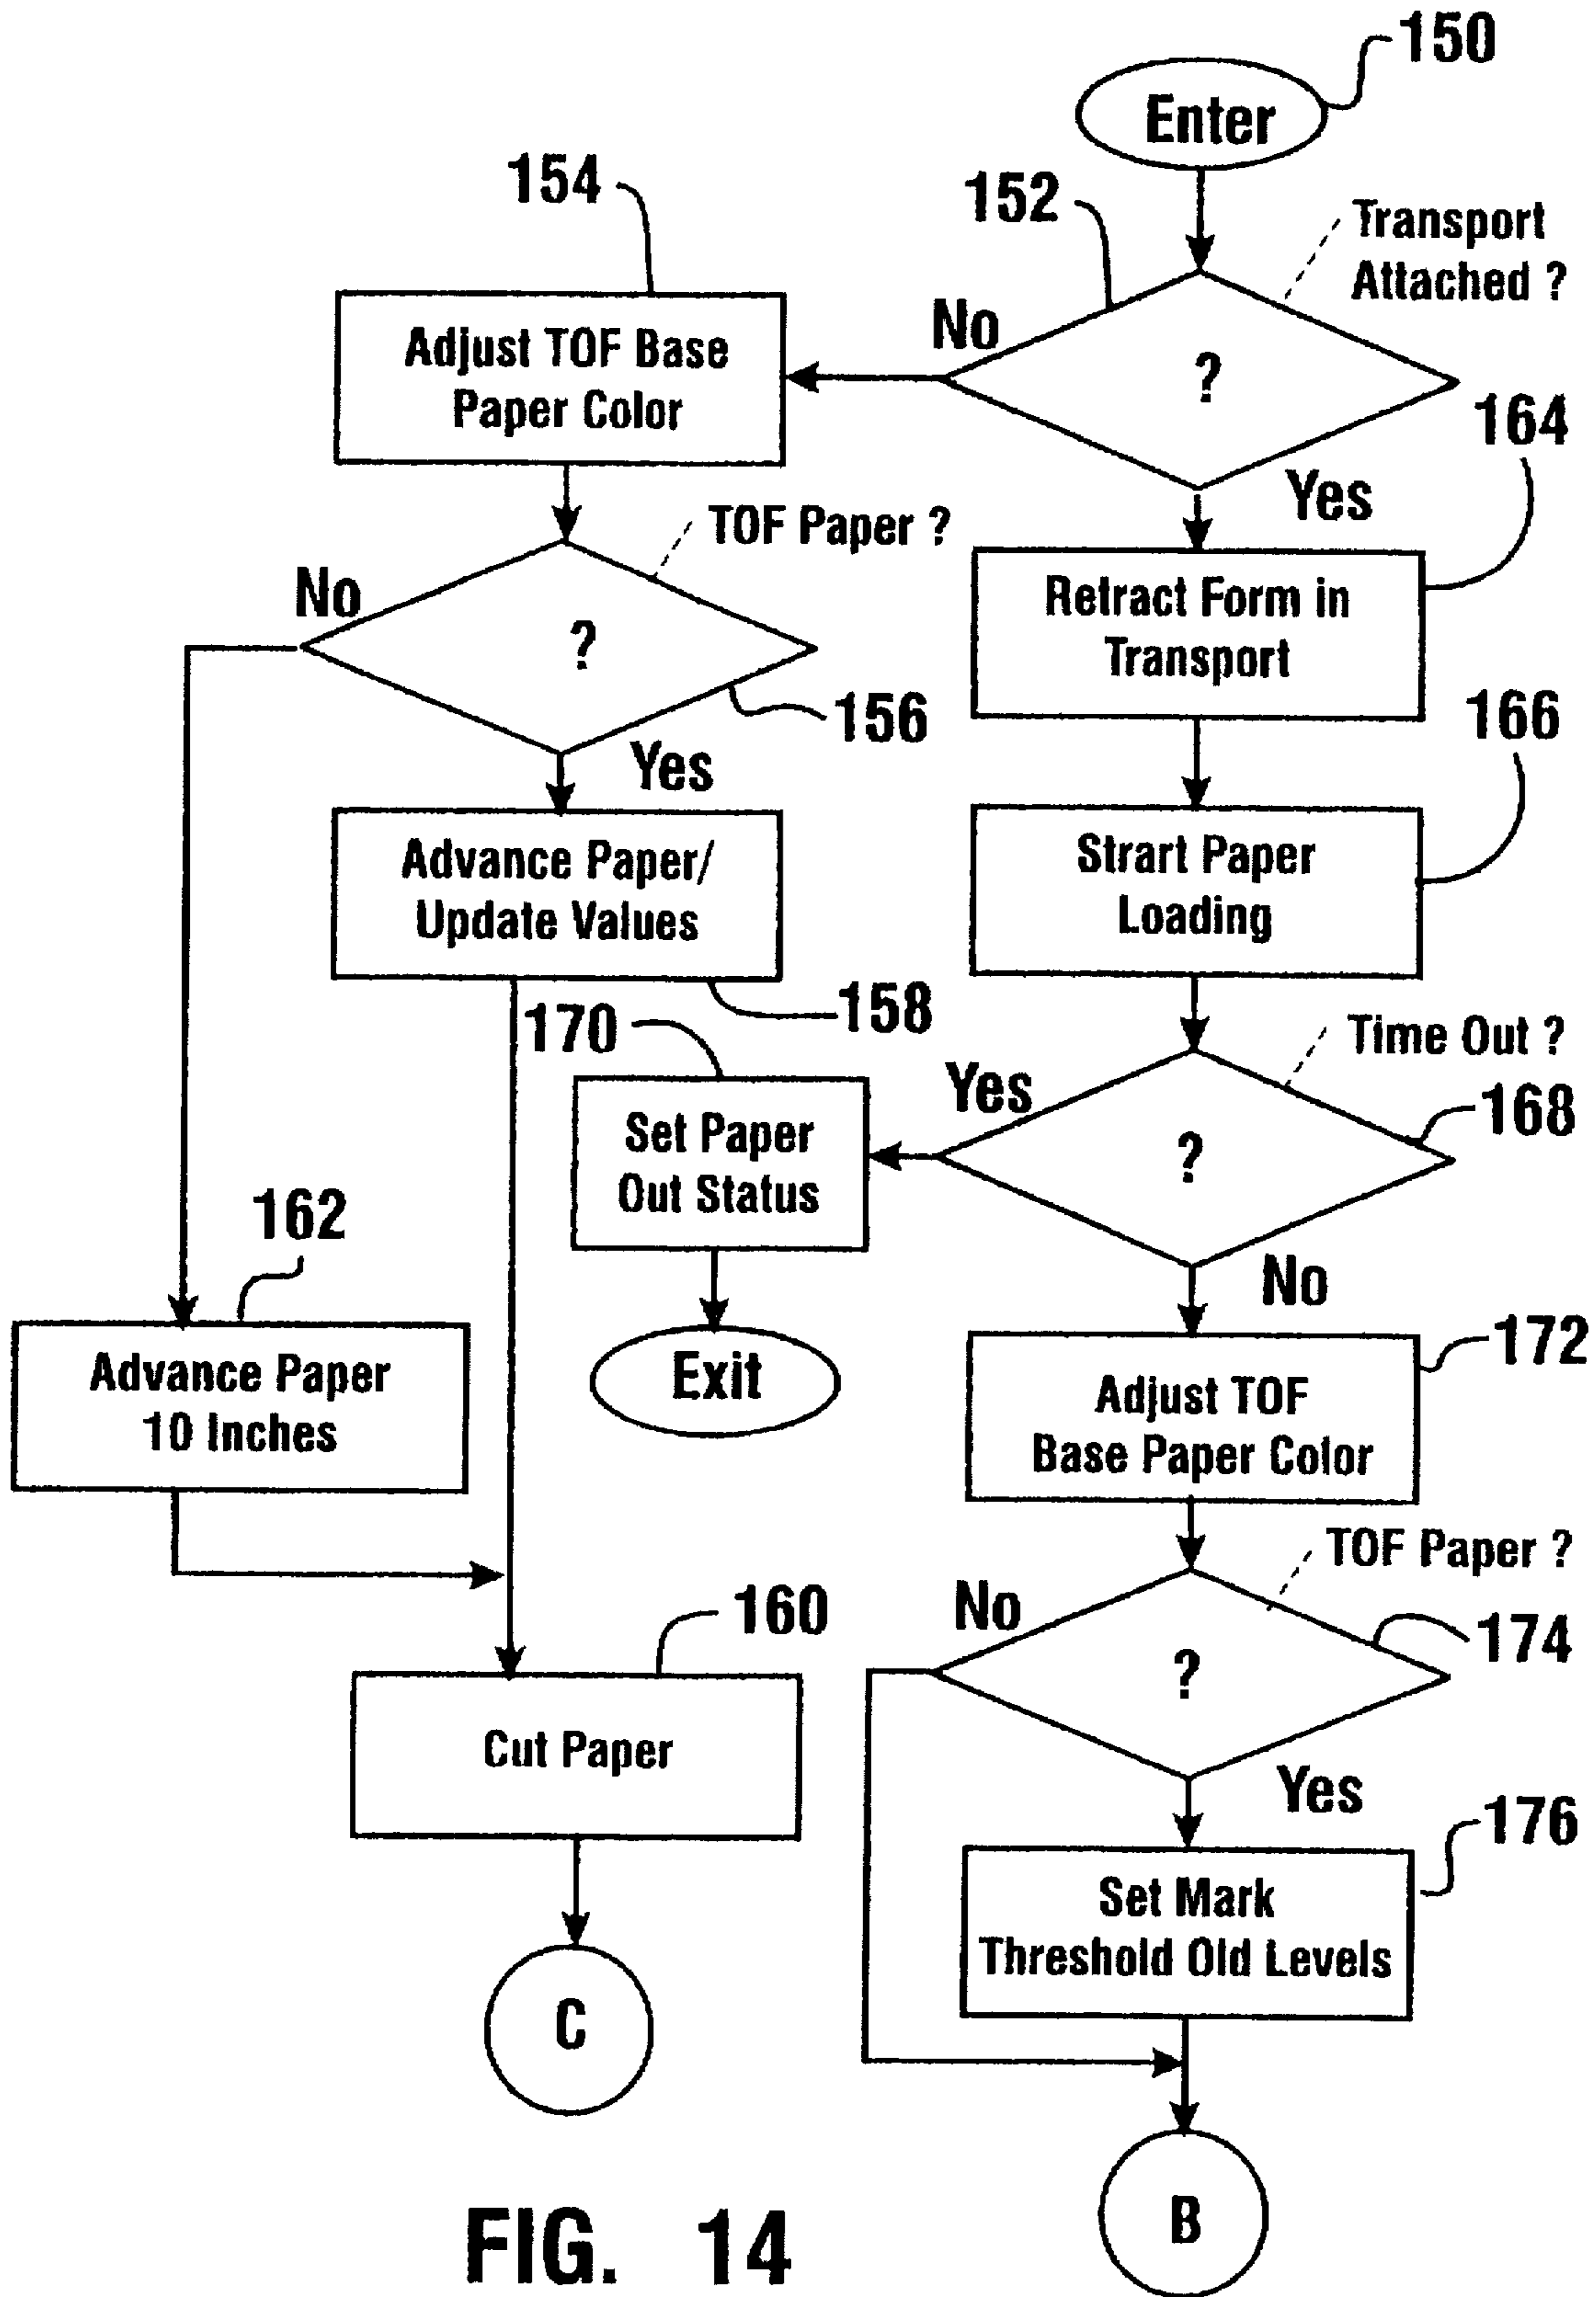 150
Enter
154
152
Transport
Attached ?
No
?
Adjust TOF Base
Paper Color
164
Yes
TOF Paper ?
No
?
Retract Form in
Transport
156
166
Yes
Advance Paper/
Update Values
Strart Paper
Loading
158
170
Time Out ?
Yes
168
?
Set Paper
Out Status
162
No
172
Exit
Advance Paper
10 Inches
Adjust TOF
Base Paper Color
TOF Paper ?
160
No
174
?
Cut Paper
Yes
176
Set Mark
Threshold Old Levels
C
B
FIG. 14